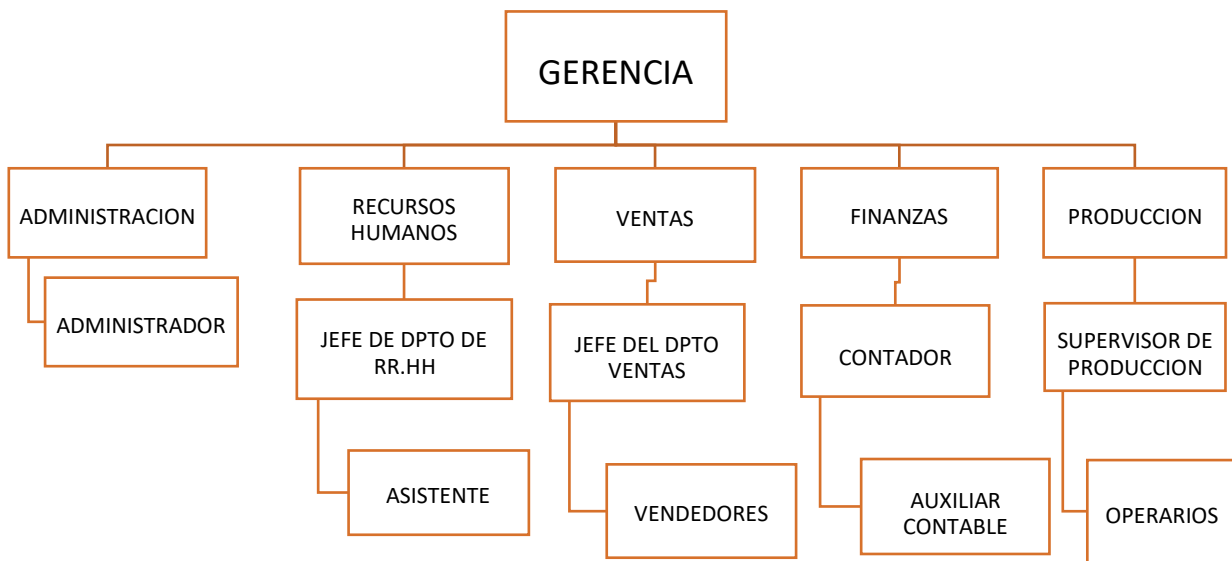 GERENCIA
ADMINISTRACION
RECURSOS
HUMANOS
VENTAS
FINANZAS
PRODUCCION
ADMINISTRADOR
JEFE DE DPTO DE
RR.HH
JEFE DEL DPTO
VENTAS
CONTADOR
SUPERVISOR DE
PRODUCCION
ASISTENTE
VENDEDORES
AUXILIAR
CONTABLE
OPERARIOS